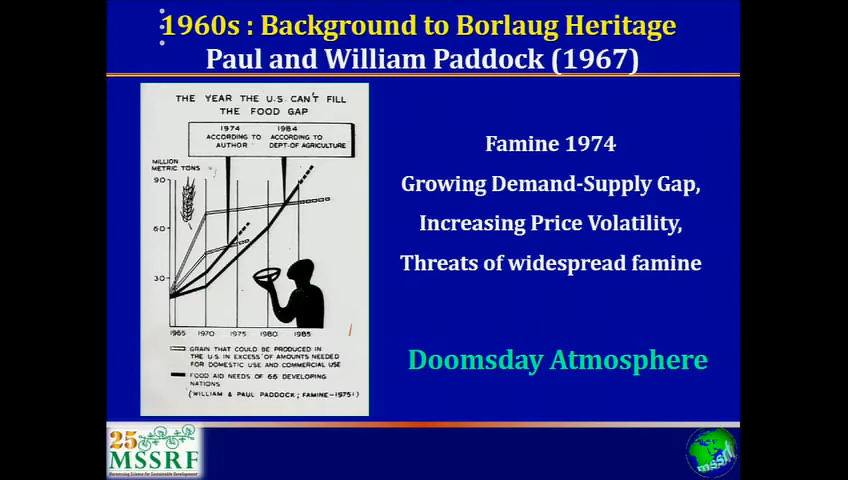 1960s : Background to Borlaug Heritage
Paul and William Paddock (1967)
THE YEAR THE U.S. CAN'T FILL
THE FOOD GAP
1974
ACCORDING TO
AUTHOR
1984
ACCORDING TO
DEPT-OF AGRICULTURE
MILLION
METRIC TONS
90
60
30
1965 1970 1975 1980 1985
GRAIN THAT COULD BE PRODUCED
IN THE U.S. IN EXCESS OF AMOUNTS NEEDED
FOR DOMESTIC USE AND COMMERCIAL USE
FOOD AID NEEDS OF 66 DEVELOPING
NATIONS
(WILLIAM & PAUL PADDOCK; FAMINE-1975!)
Famine 1974
Growing Demand-Supply Gap,
Increasing Price Volatility,
Threats of widespread famine
Doomsday Atmosphere
25
MSSRF
mssrf